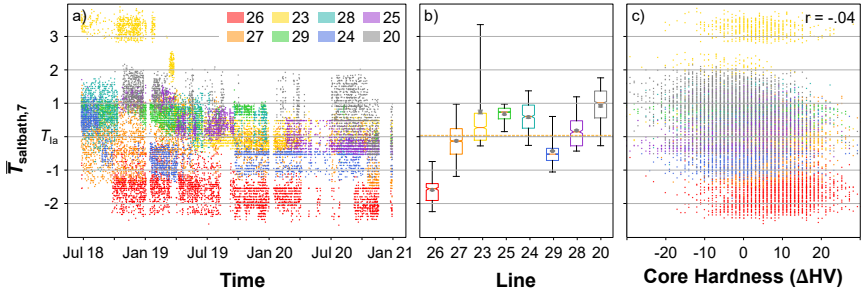 a)
26 23 28 25
27 29 24 20
T̅saltbath,7
3
2
1
Tla
-1
-2
Jul 18 Jan 19 Jul 19 Jan 20 Jul 20 Jan 21
Time
b)
26 27 23 25 24 29 28 20
Line
c)
r = -.04
-20 -10 0 10 20
Core Hardness (ΔHV)